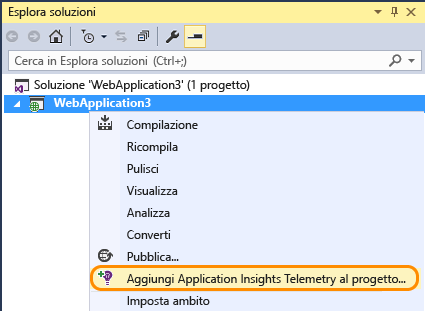 Esplora soluzioni
Cerca in Esplora soluzioni (Ctrl+;)
Soluzione 'WebApplication3' (1 progetto)
WebApplication3
Compilazione
Ricompila
Pulisci
Visualizza
Analizza
Converti
Pubblica...
Aggiungi Application Insights Telemetry al progetto...
Imposta ambito